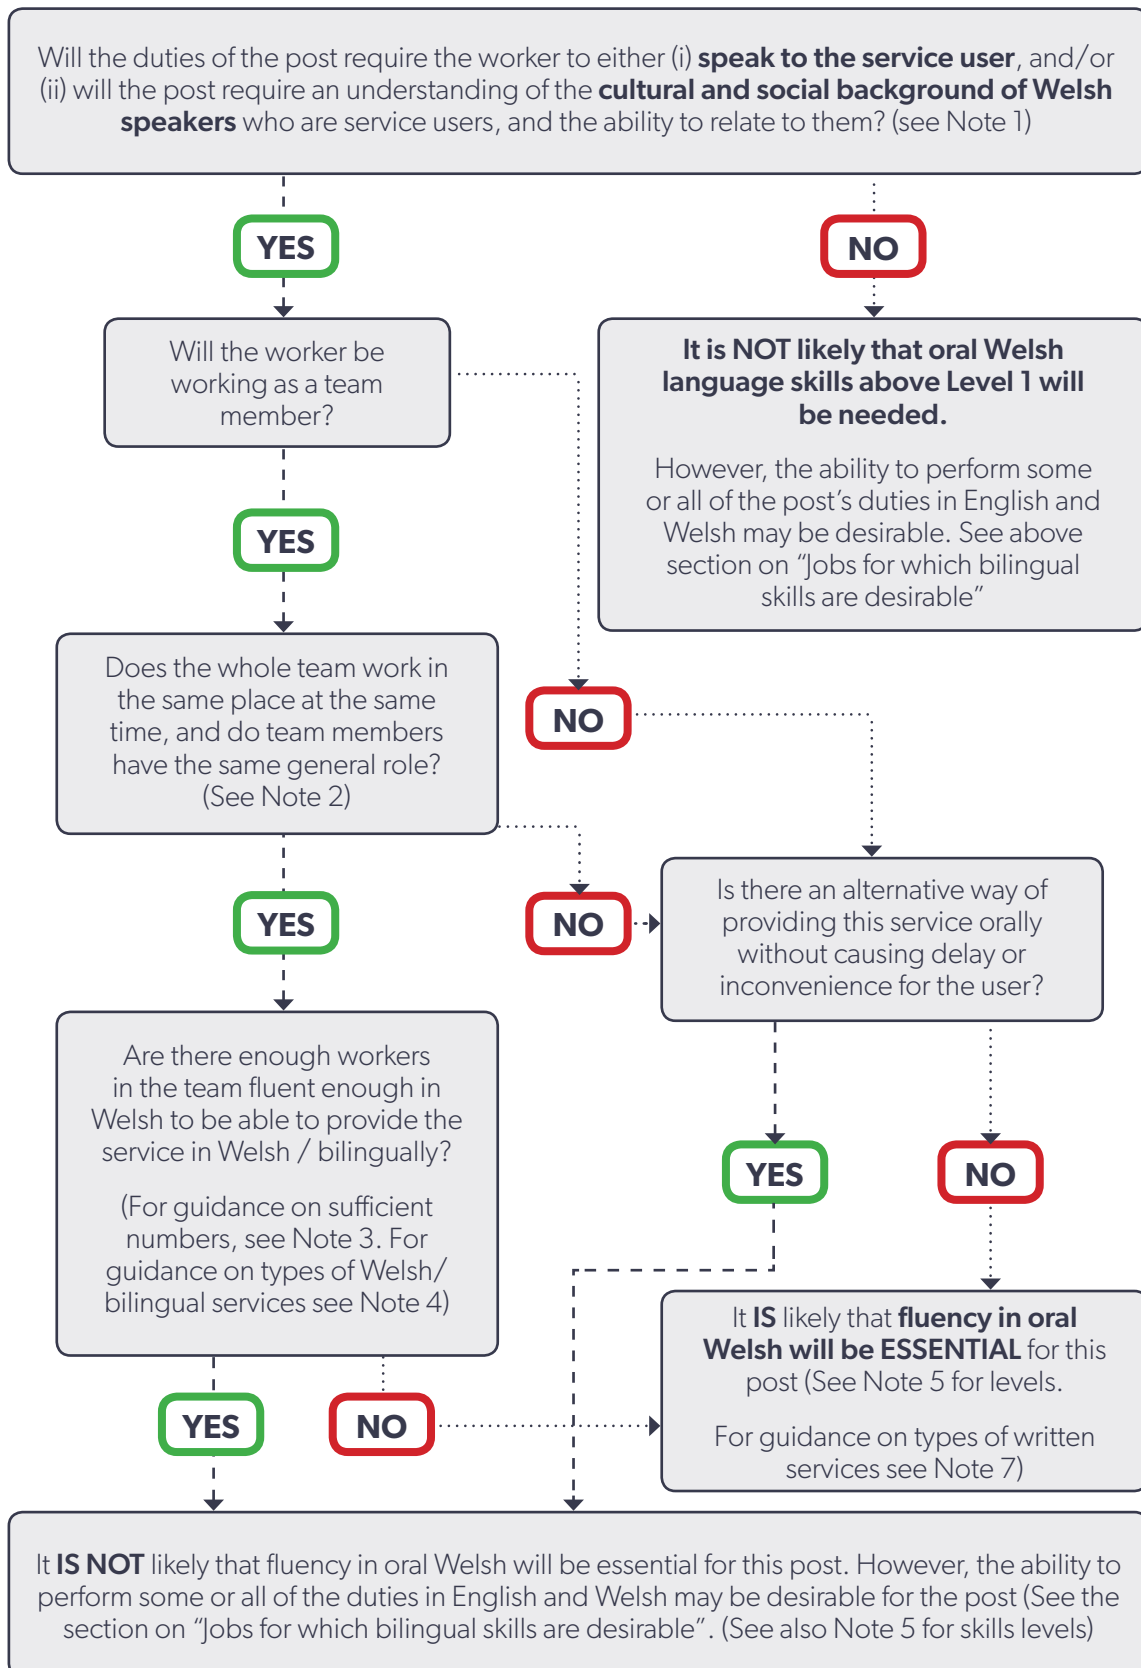 Will the duties of the post require the worker to either (i) speak to the service user, and/or
(ii) will the post require an understanding of the cultural and social background of Welsh
speakers who are service users, and the ability to relate to them? (see Note 1)
YES
NO
Will the worker be
working as a team
member?
It is NOT likely that oral Welsh
language skills above Level 1 will
be needed.
However, the ability to perform some
or all of the post’s duties in English and
Welsh may be desirable. See above
section on “Jobs for which bilingual
skills are desirable”
YES
Does the whole team work in
the same place at the same
time, and do team members
have the same general role?
(See Note 2)
NO
YES
NO
Is there an alternative way of
providing this service orally
without causing delay or
inconvenience for the user?
Are there enough workers
in the team fluent enough in
Welsh to be able to provide the
service in Welsh / bilingually?
(For guidance on sufficient
numbers, see Note 3. For
guidance on types of Welsh/
bilingual services see Note 4)
YES
NO
It IS likely that fluency in oral
Welsh will be ESSENTIAL for this
post (See Note 5 for levels.
For guidance on types of written
services see Note 7)
YES
NO
It IS NOT likely that fluency in oral Welsh will be essential for this post. However, the ability to
perform some or all of the duties in English and Welsh may be desirable for the post (See the
section on “Jobs for which bilingual skills are desirable”. (See also Note 5 for skills levels)